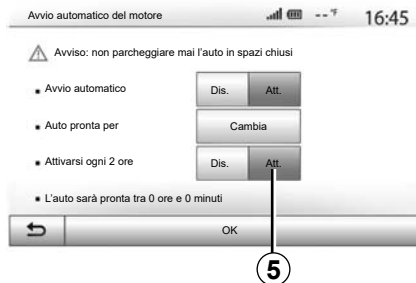 Avvio automatico del motore -- °F 16:45
Avviso: non parcheggiare mai l'auto in spazi chiusi
Avvio automatico Dis. Att.
Auto pronta per Cambia
Attivarsi ogni 2 ore Dis. Att.
L'auto sarà pronta tra 0 ore e 0 minuti
OK
5